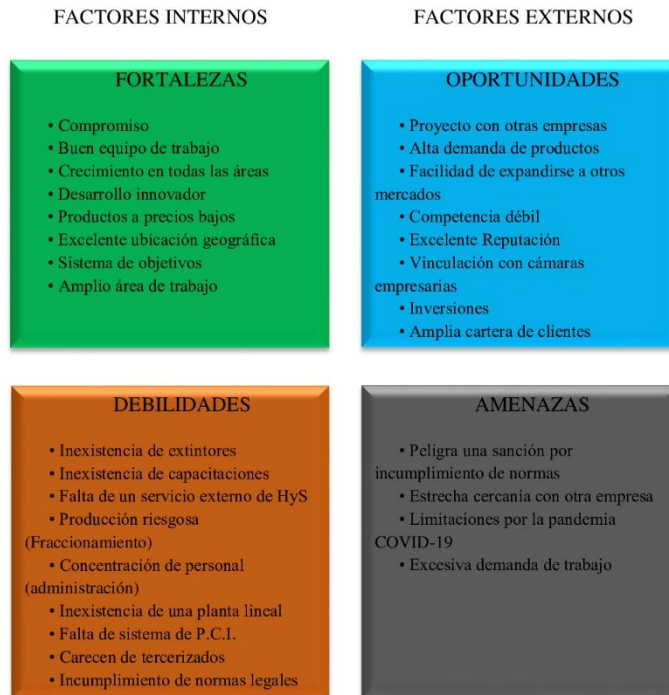 FACTORES INTERNOS
FACTORES EXTERNOS
FORTALEZAS
• Compromiso
• Buen equipo de trabajo
• Crecimiento en todas las áreas
• Desarrollo innovador
• Productos a precios bajos
• Excelente ubicación geográfica
• Sistema de objetivos
• Amplio área de trabajo
OPORTUNIDADES
• Proyecto con otras empresas
• Alta demanda de productos
• Facilidad de expandirse a otros
mercados
• Competencia débil
• Excelente Reputación
• Vinculación con cámaras
empresarias
• Inversiones
• Amplia cartera de clientes
DEBILIDADES
• Inexistencia de extintores
• Inexistencia de capacitaciones
• Falta de un servicio externo de HyS
• Producción riesgosa
(Fraccionamiento)
• Concentración de personal
(administración)
• Inexistencia de una planta lineal
• Falta de sistema de P.C.I.
• Carecen de tercerizados
• Incumplimiento de normas legales
AMENAZAS
• Peligra una sanción por
incumplimiento de normas
• Estrecha cercanía con otra empresa
• Limitaciones por la pandemia
COVID-19
• Excesiva demanda de trabajo